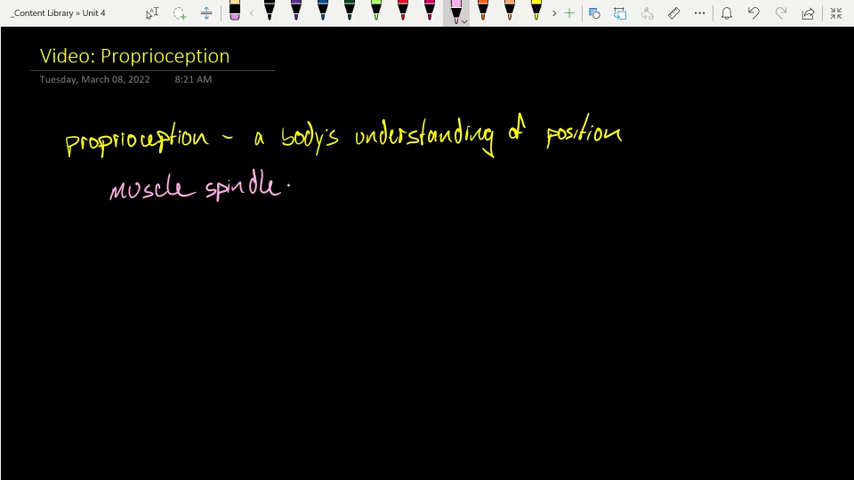 _Content Library » Unit 4
Video: Proprioception
Tuesday, March 08, 2022 8:21 AM
proprioception - a body's understanding of position
muscle spindle